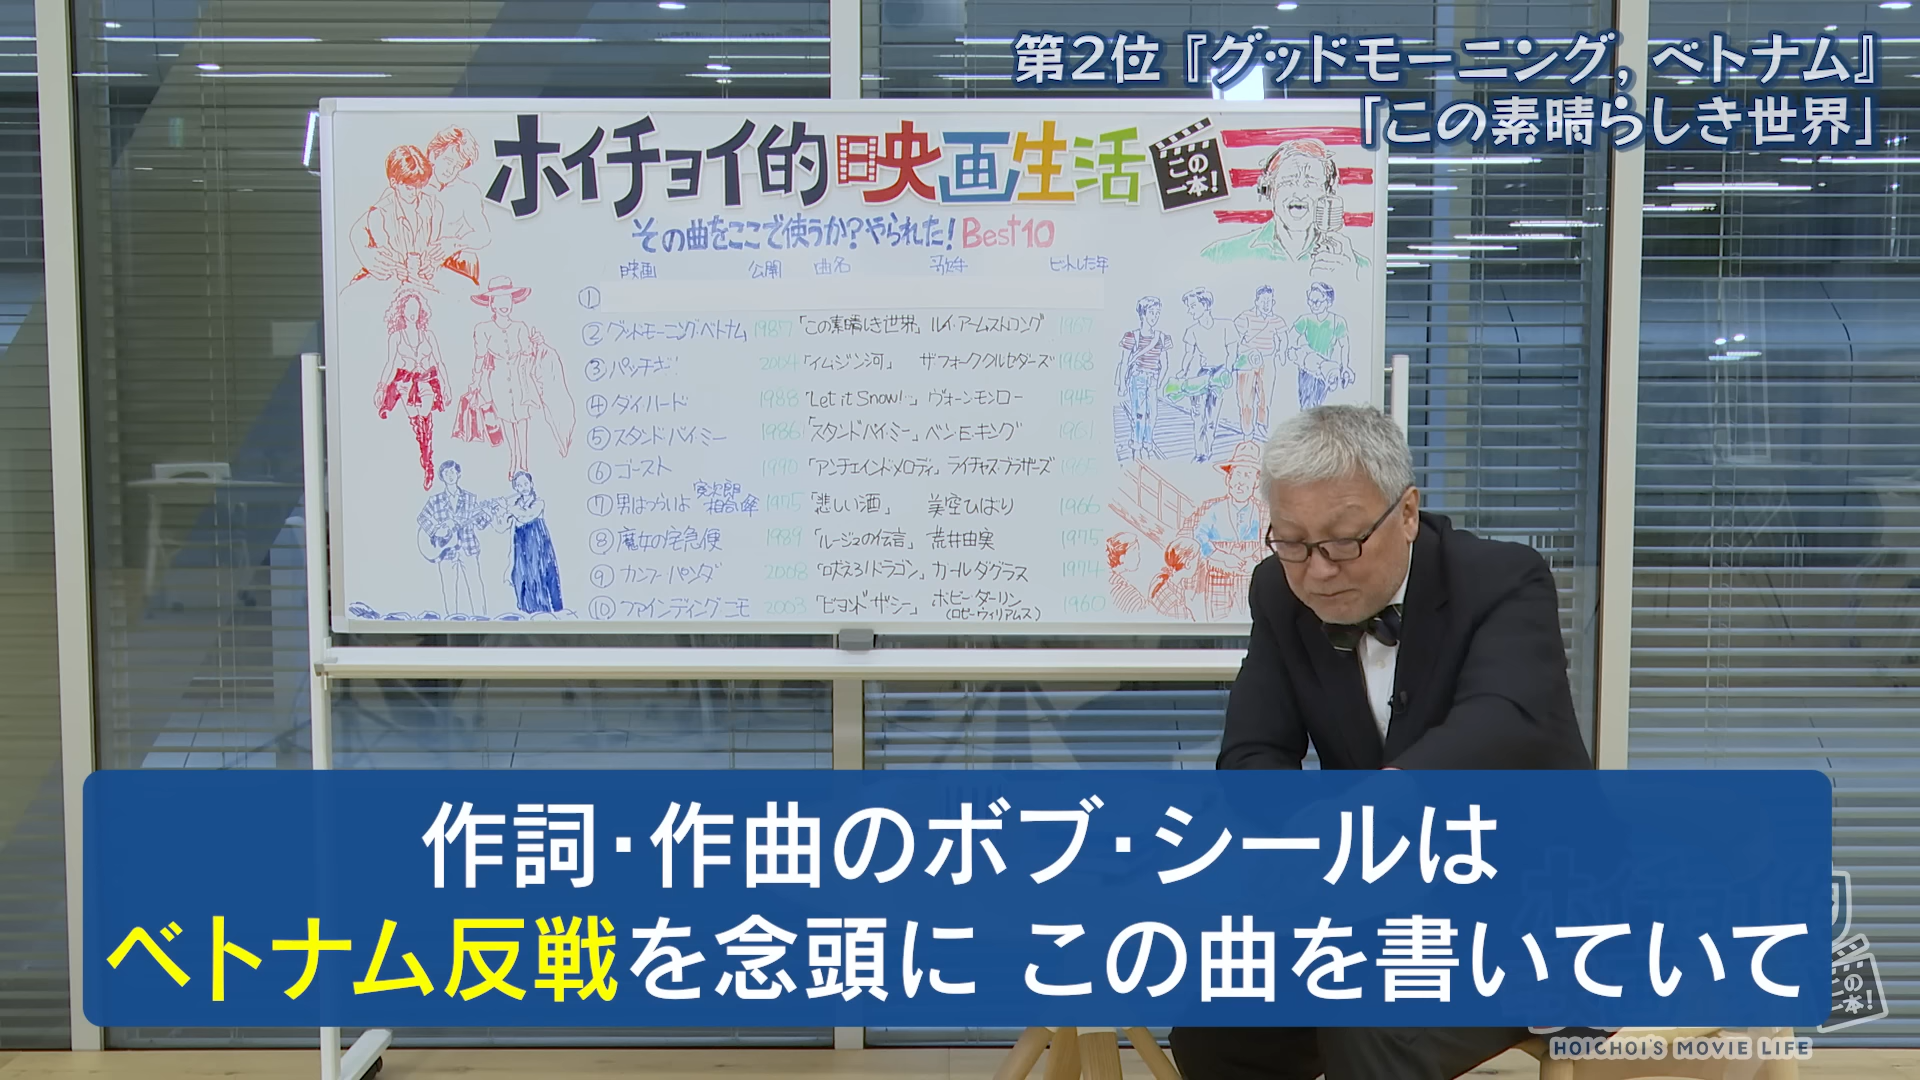 第2位『グッドモーニング, ベトナム』
「この素晴らしき世界」
ホイチョイ的映画生活 この一本!
その曲をここで使うか?やられた! Best10
映画 公開 曲名 歌手 ヒットした年
①
② グッドモーニングベトナム 1987 「この素晴しき世界」 ルイ・アームストロング 1967
③ パッチギ! 2004 「イムジン河」 ザフォーククルセダーズ 1968
④ ダイハード 1988 「Let it Snow!…」 ヴォーンモンロー 1945
⑤ スタンドバイ・ミー 1986 「スタンドバイ・ミー」 ベンE.キング 1961
⑥ ゴースト 1990 「アンチェインドメロディ」 ライチャス・ブラザーズ 1965
⑦ 男はつらいよ 寅次郎相合い傘 1975 「悲しい酒」 美空ひばり 1966
⑧ 魔女の宅急便 1989 「ルージュの伝言」 荒井由実 1975
⑨ カンフーパンダ 2008 「吠えろ!ドラゴン」 カールダグラス 1974
⑩ ファインディング・ニモ 2003 「ビヨンド・ザ・シー」 ボビーダーリン 1960
(ロビーウィリアムス)
作詞・作曲のボブ・シールは
ベトナム反戦を念頭に この曲を書いていて
この一本!
HOICHOI'S MOVIE LIFE